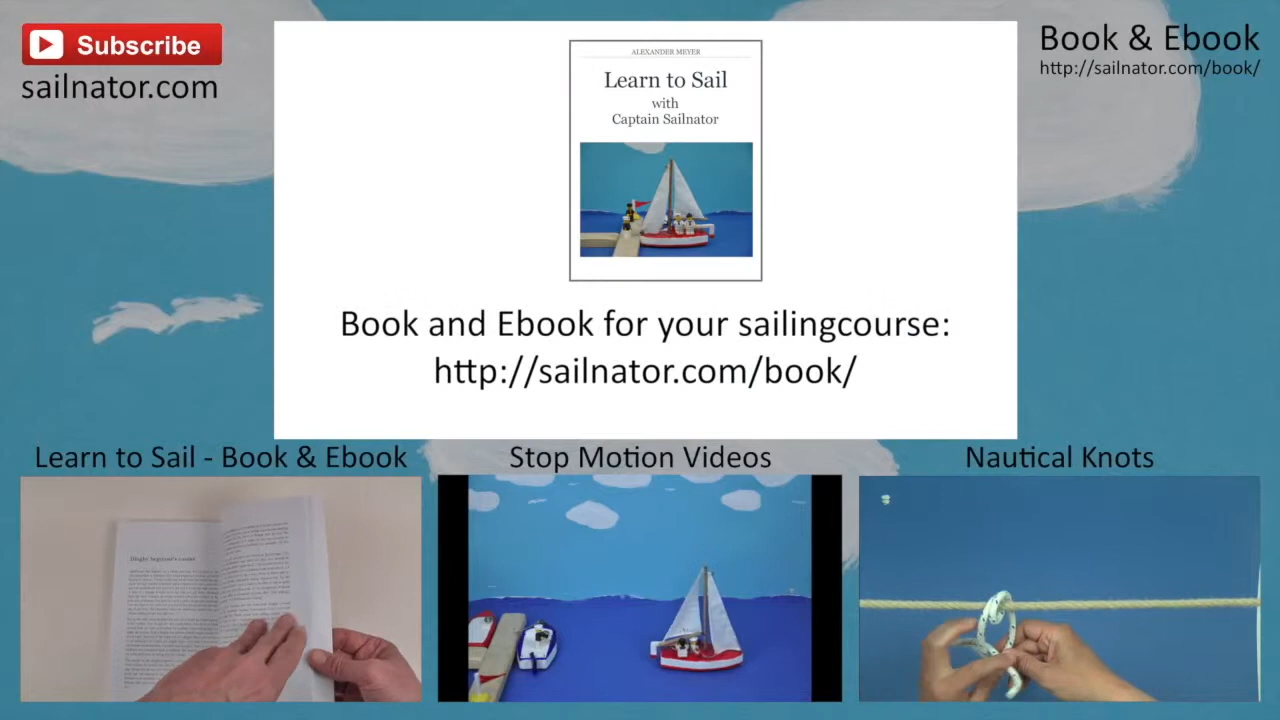 Subscribe
sailnator.com
ALEXANDER MEYER
Learn to Sail
with
Captain Sailnator
Book & Ebook
http://sailnator.com/book/
Book and Ebook for your sailingcourse:
http://sailnator.com/book/
Learn to Sail - Book & Ebook
Stop Motion Videos
Nautical Knots